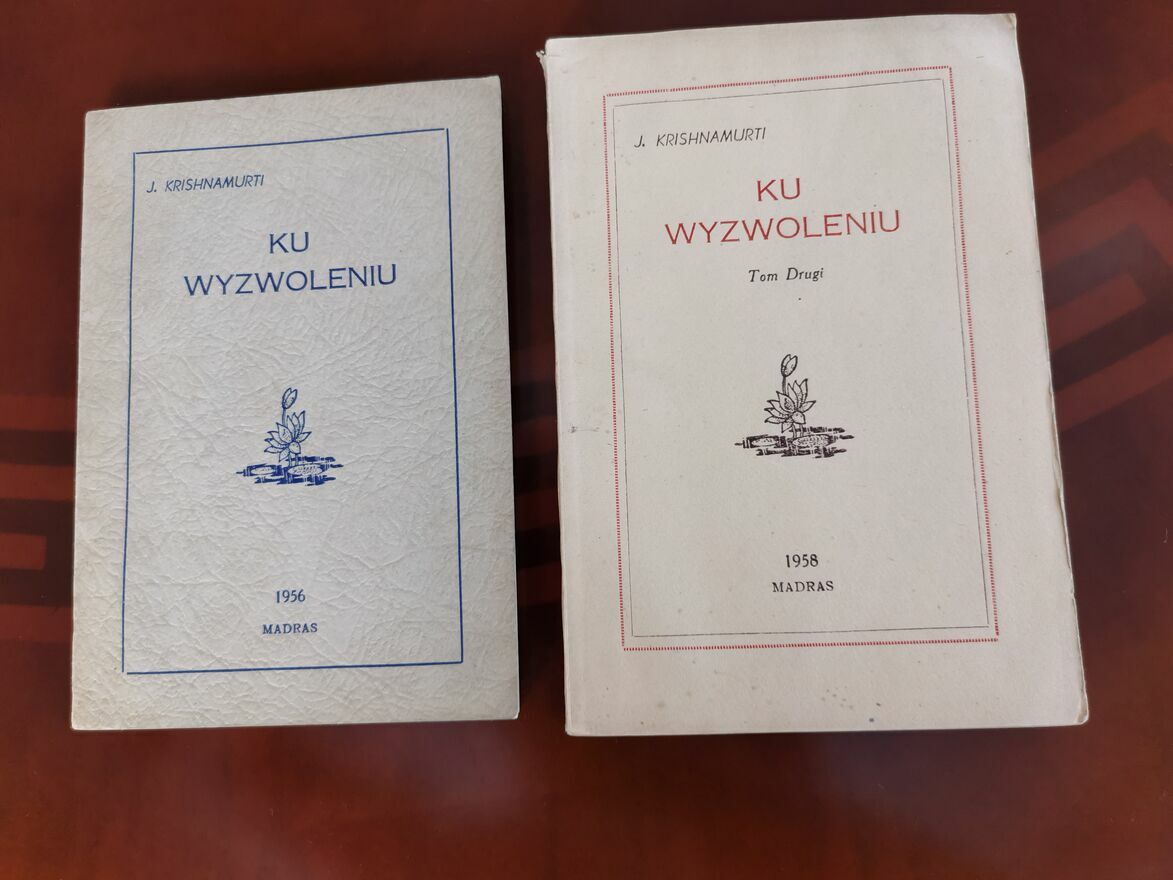 J. KRISHNAMURTI
KU
WYZWOLENIU
1956
MADRAS
J. KRISHNAMURTI
KU
WYZWOLENIU
Tom Drugi
1958
MADRAS